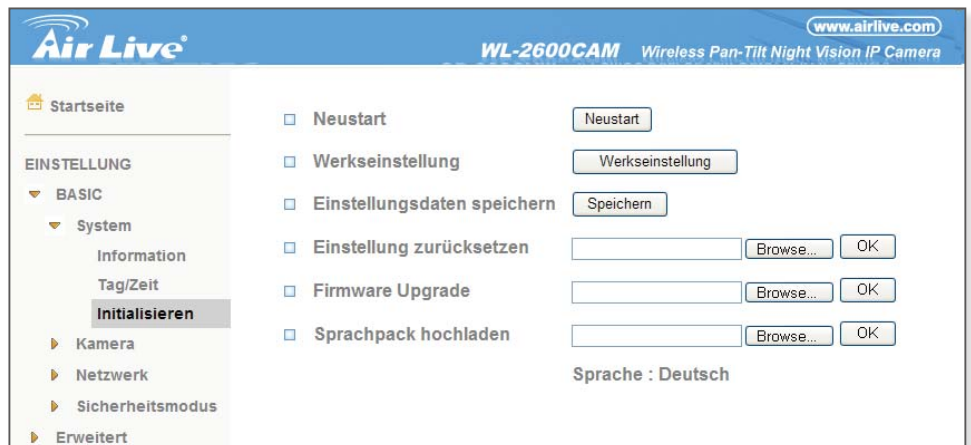 www.airlive.com
Air Live®
WL-2600CAM Wireless Pan-Tilt Night Vision IP Camera
Startseite
EINSTELLUNG
BASIC
System
Information
Tag/Zeit
Initialisieren
Kamera
Netzwerk
Sicherheitsmodus
Erweitert
Neustart Neustart
Werkseinstellung Werkseinstellung
Einstellungsdaten speichern Speichern
Einstellung zurücksetzen Browse... OK
Firmware Upgrade Browse... OK
Sprachpack hochladen Browse... OK
Sprache : Deutsch